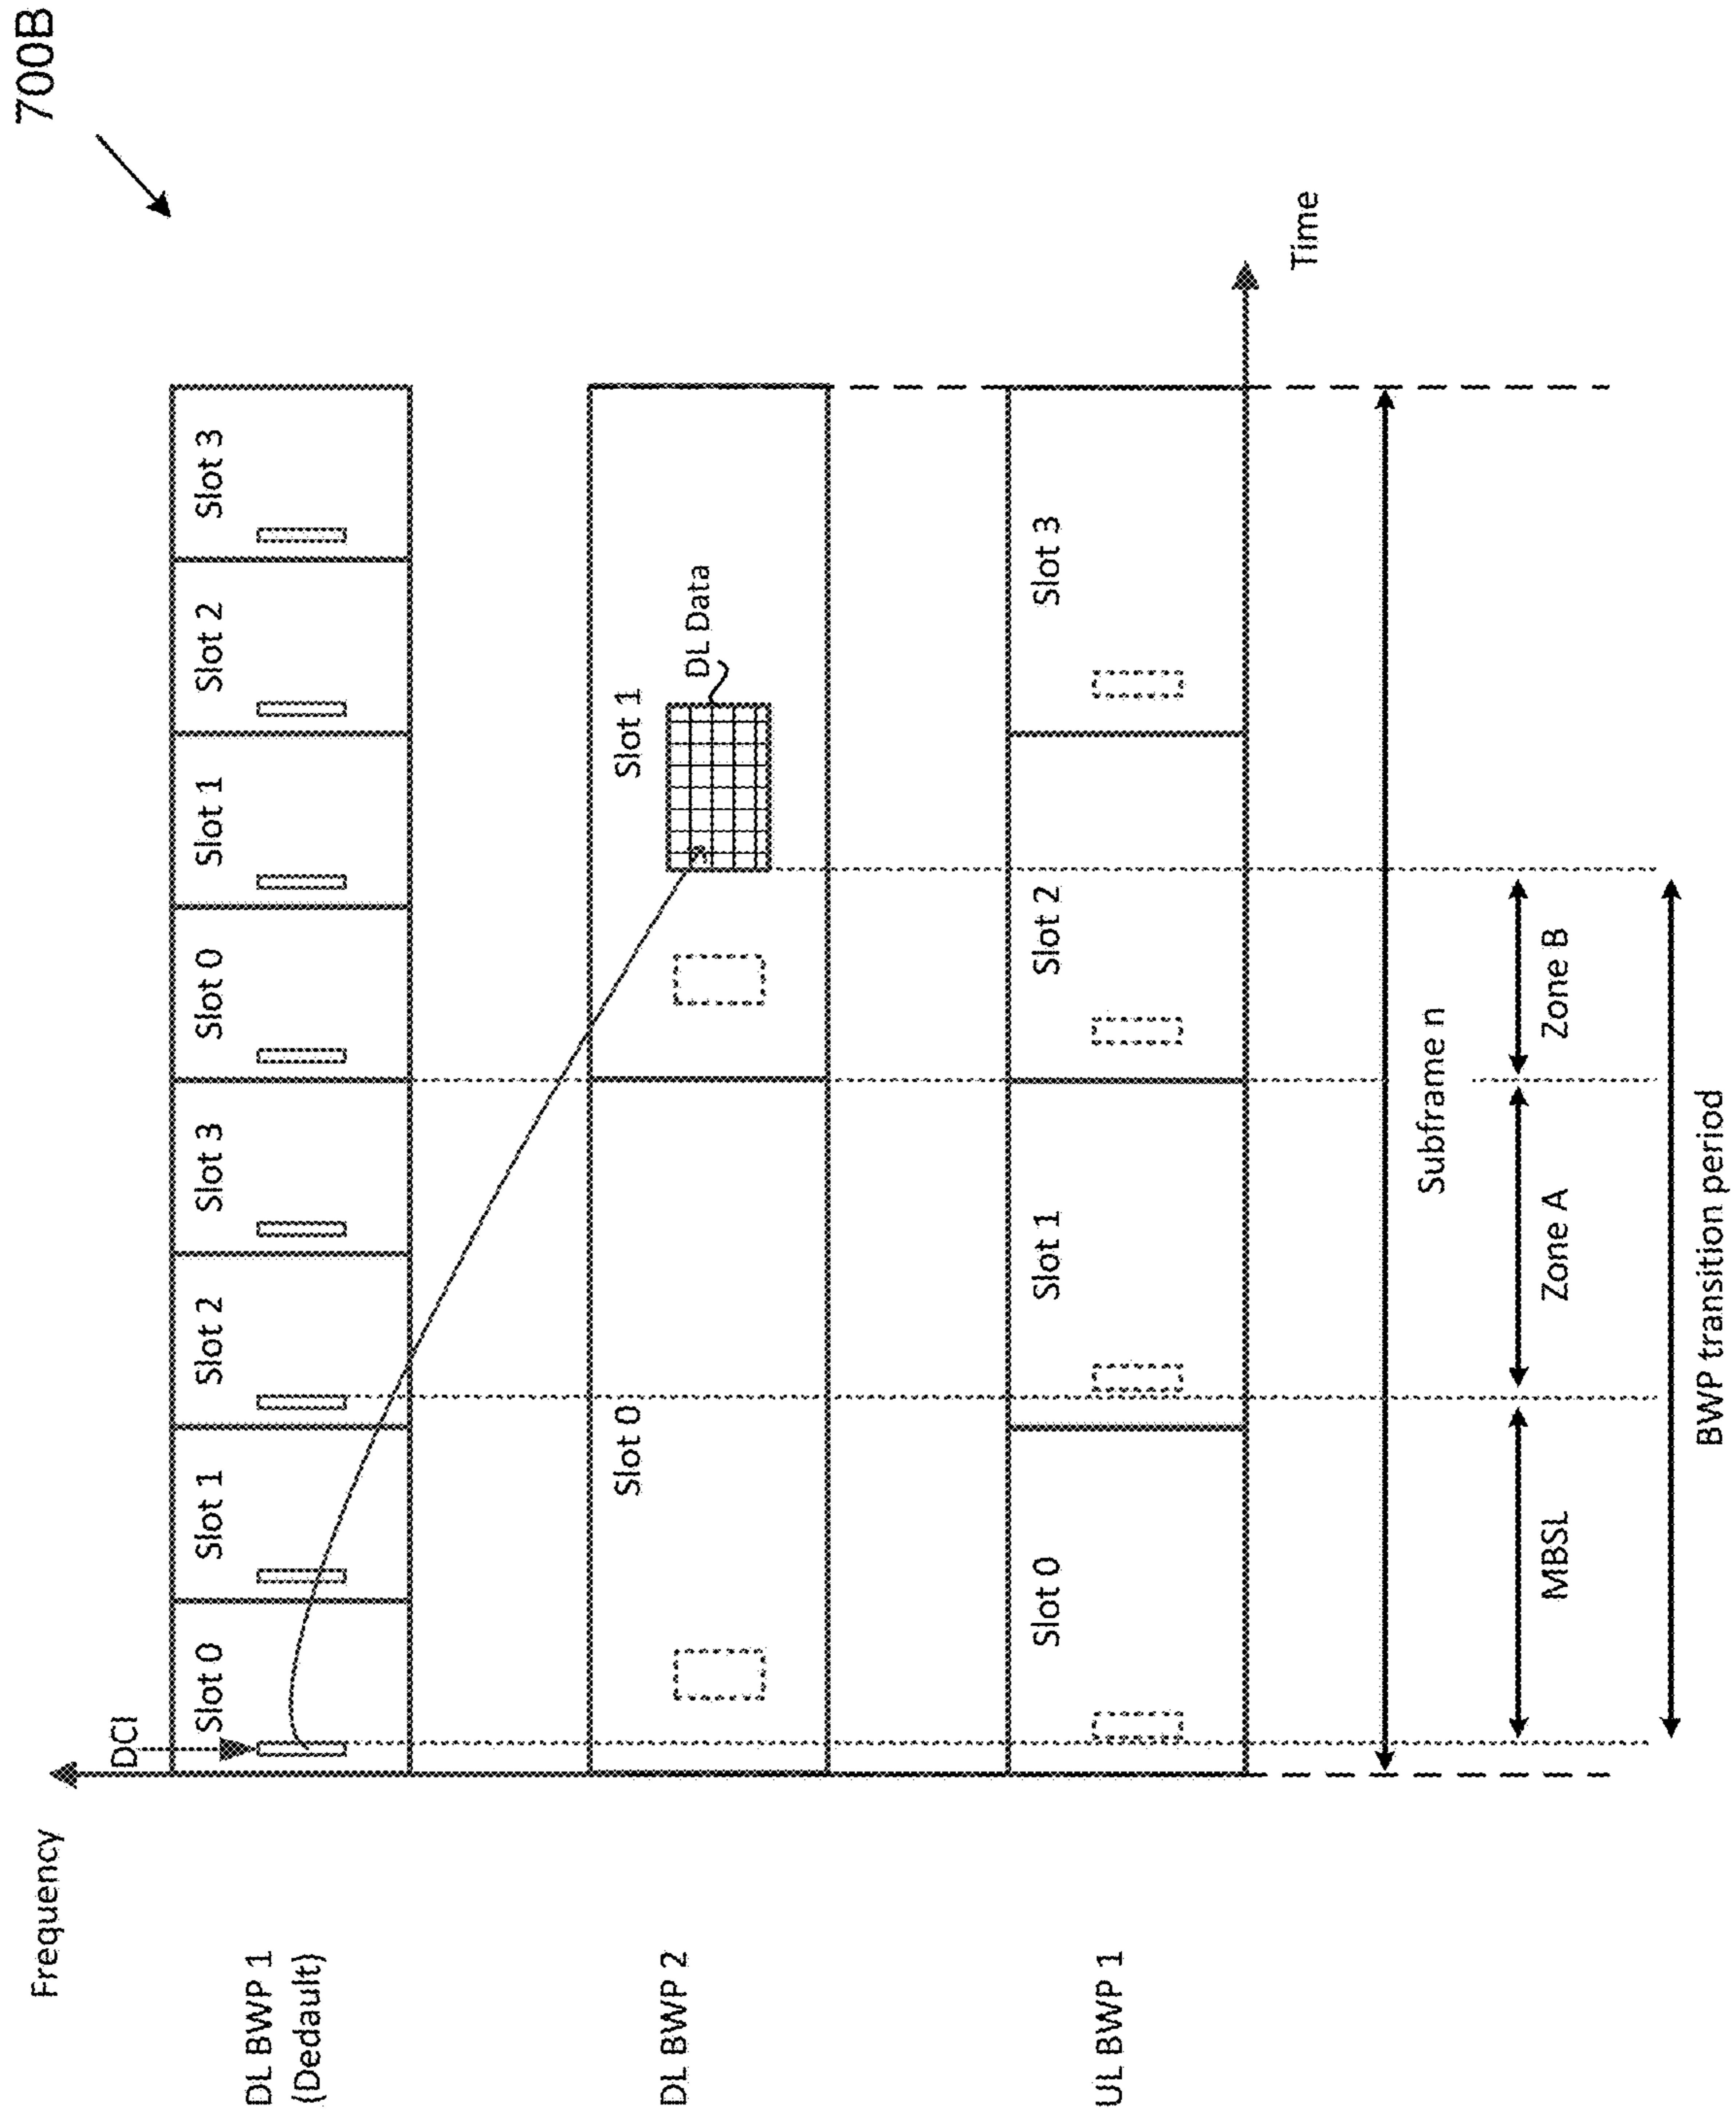 700B
Frequency
DCI
DL BWP 1
(Dedault)
Slot 0
Slot 1
Slot 2
Slot 3
Slot 0
Slot 1
Slot 2
Slot 3
DL BWP 2
Slot 0
Slot 1
DL Data
UL BWP 1
Slot 0
Slot 1
Slot 2
Slot 3
Time
Subframe n
MBSL
Zone A
Zone B
BWP transition period